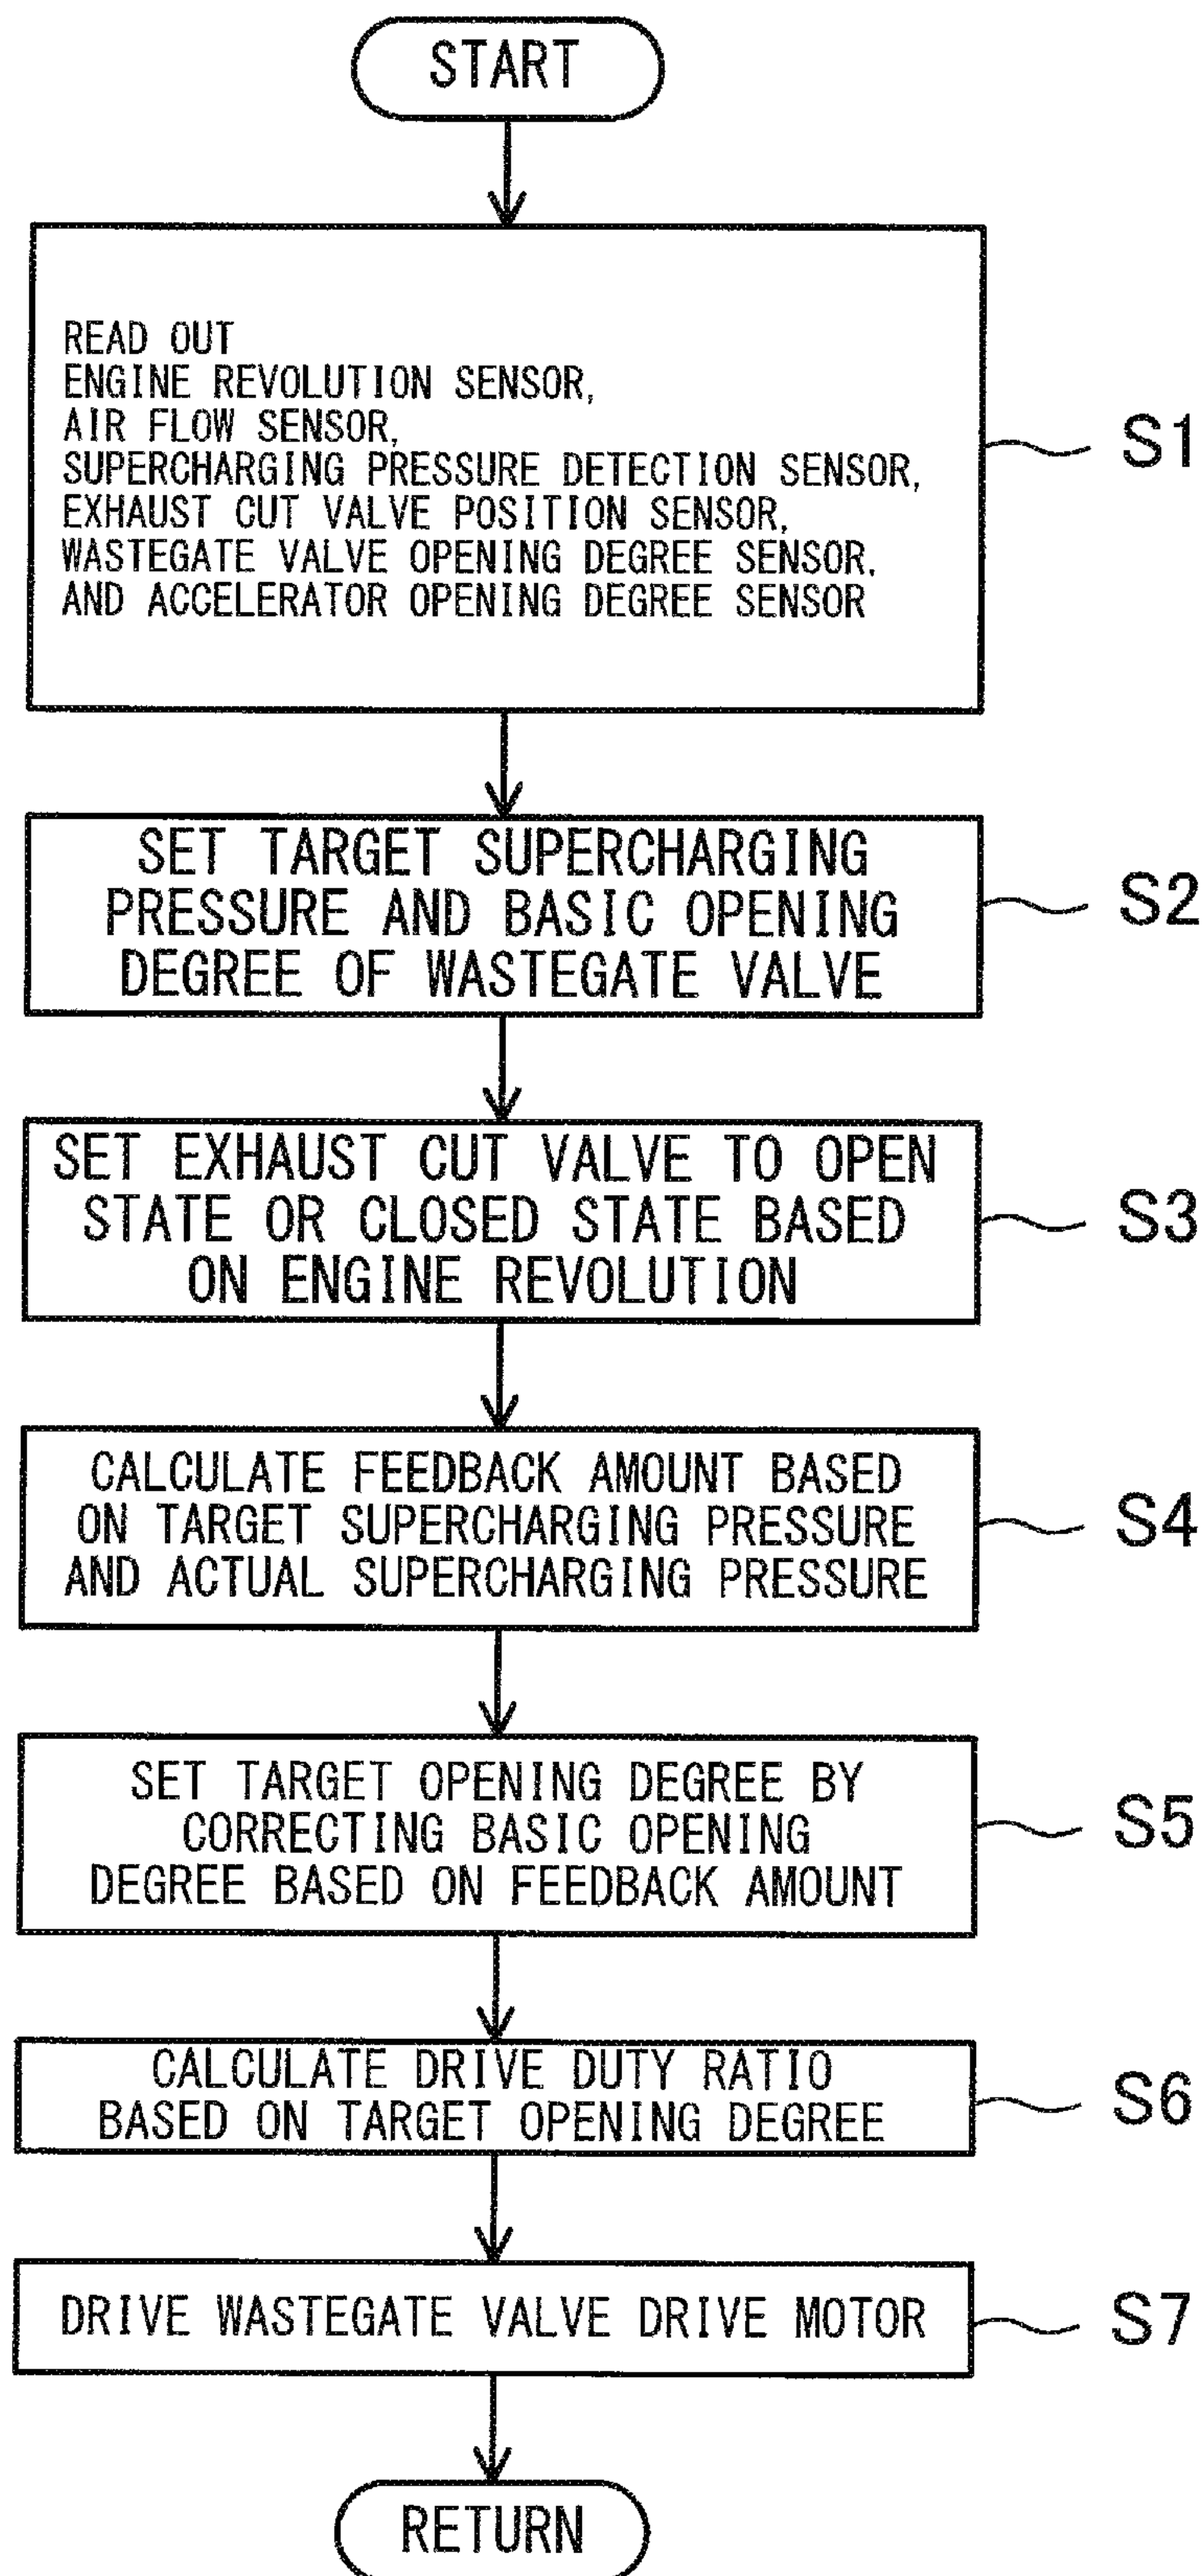 START
READ OUT
ENGINE REVOLUTION SENSOR,
AIR FLOW SENSOR,
SUPERCHARGING PRESSURE DETECTION SENSOR,
EXHAUST CUT VALVE POSITION SENSOR,
WASTEGATE VALVE OPENING DEGREE SENSOR,
AND ACCELERATOR OPENING DEGREE SENSOR
S1
SET TARGET SUPERCHARGING
PRESSURE AND BASIC OPENING
DEGREE OF WASTEGATE VALVE
S2
SET EXHAUST CUT VALVE TO OPEN
STATE OR CLOSED STATE BASED
ON ENGINE REVOLUTION
S3
CALCULATE FEEDBACK AMOUNT BASED
ON TARGET SUPERCHARGING PRESSURE
AND ACTUAL SUPERCHARGING PRESSURE
S4
SET TARGET OPENING DEGREE BY
CORRECTING BASIC OPENING
DEGREE BASED ON FEEDBACK AMOUNT
S5
CALCULATE DRIVE DUTY RATIO
BASED ON TARGET OPENING DEGREE
S6
DRIVE WASTEGATE VALVE DRIVE MOTOR
S7
RETURN